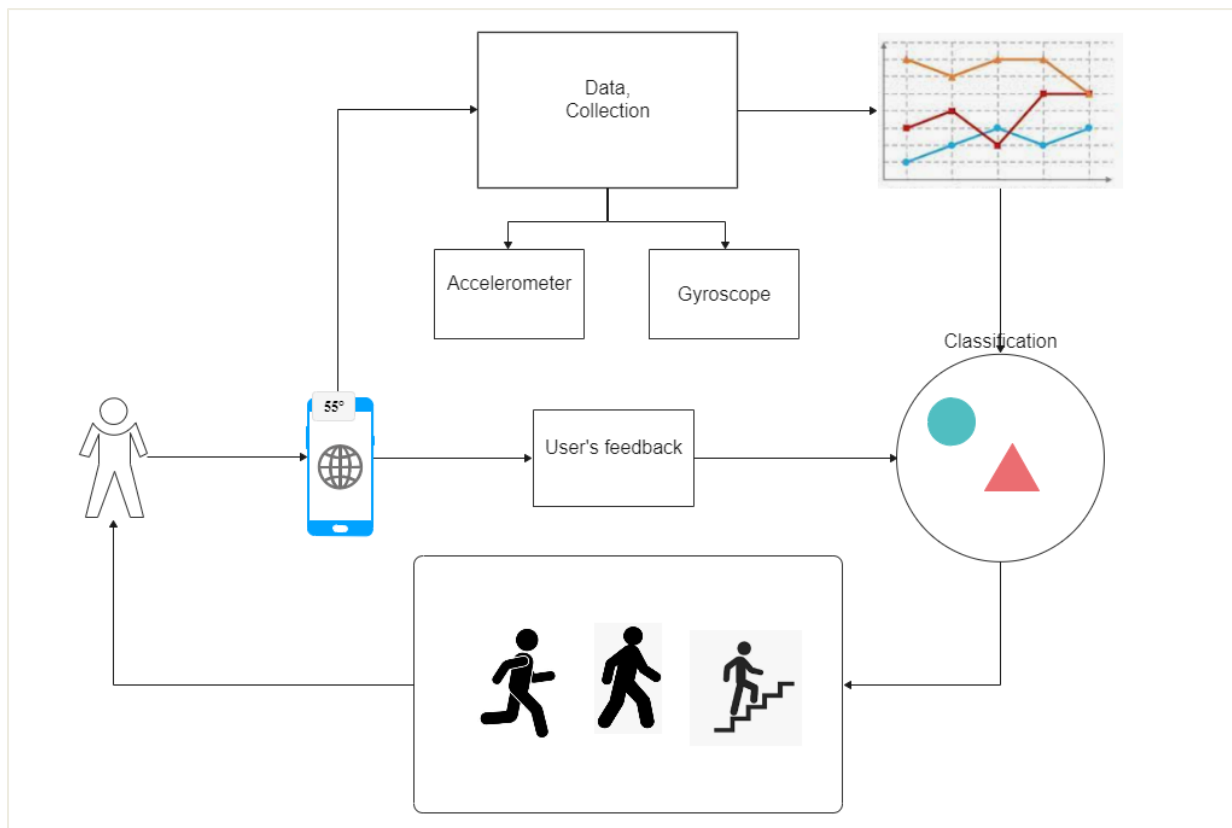 Data,
Collection
Accelerometer
Gyroscope
Classification
55°
User's feedback